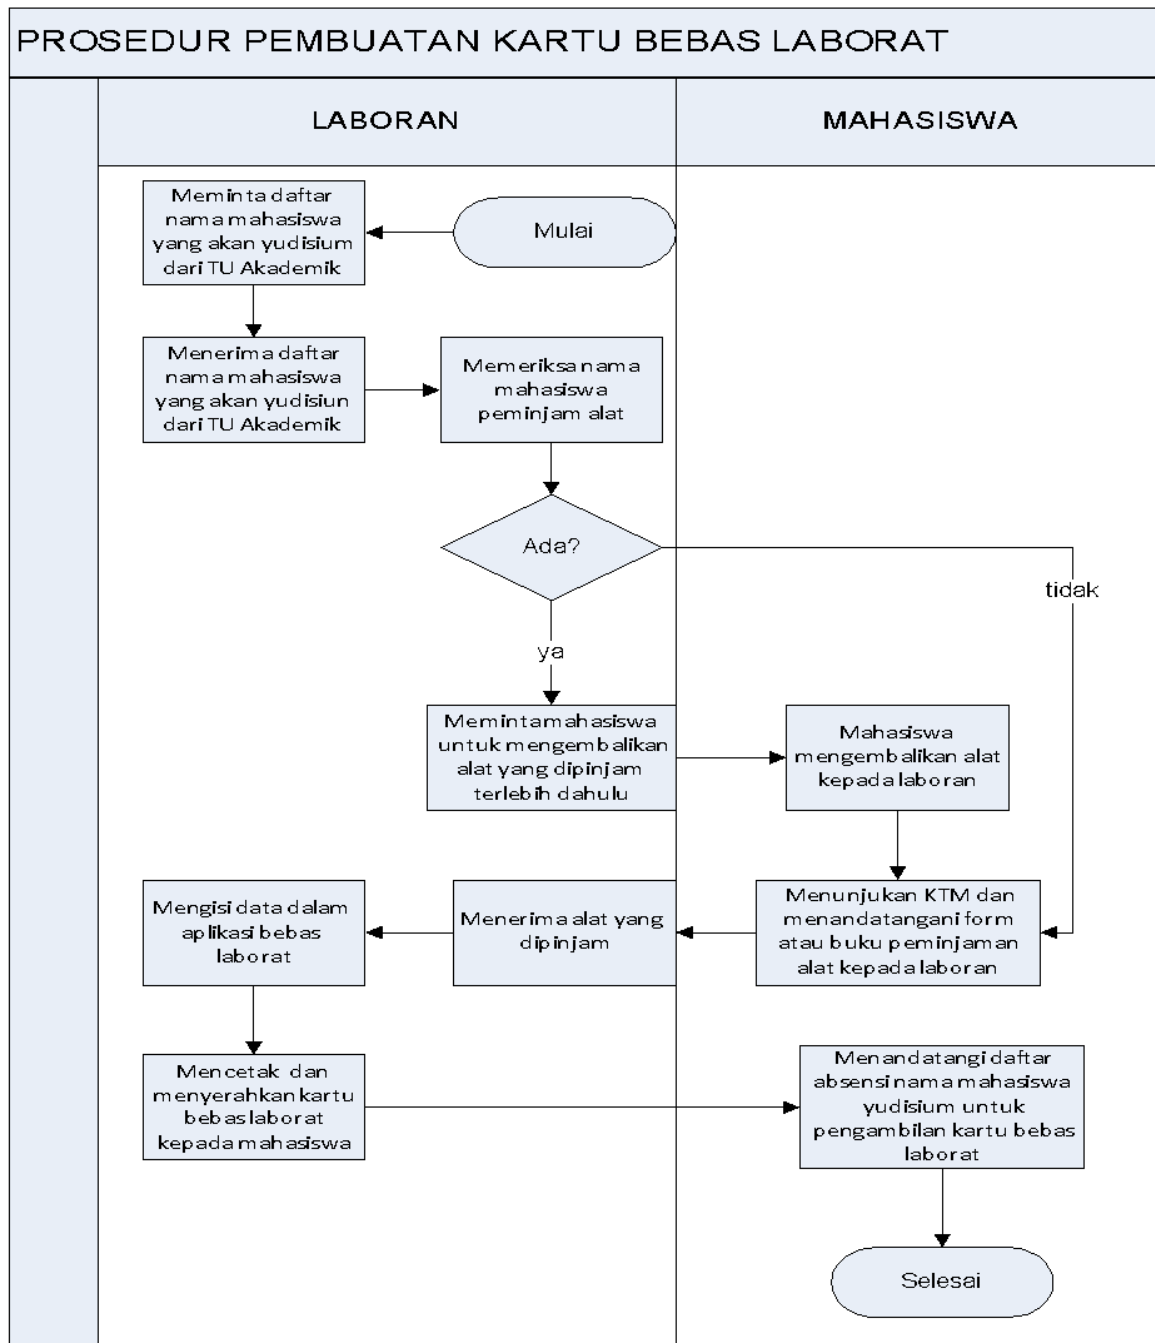 PROSEDUR PEMBUATAN KARTU BEBAS LABORAT
LABORAN
MAHASISWA
Meminta daftar
nama mahasiswa
yang akan yudisium
dari TU Akademik
Mulai
Menerima daftar
nama mahasiswa
yang akan yudisiun
dari TU Akademik
Memeriksa nama
mahasiswa
peminjam alat
Ada?
tidak
ya
Meminta mahasiswa
untuk mengembalikan
alat yang dipinjam
terlebih dahulu
Mahasiswa
mengembalikan alat
kepada laboran
Mengisi data dalam
aplikasi bebas
laborat
Menerima alat yang
dipinjam
Menunjukan KTM dan
menandatangani form
atau buku peminjaman
alat kepada laboran
Mencetak dan
menyerahkan kartu
bebas laborat
kepada mahasiswa
Menandatangi daftar
absensi nama mahasiswa
yudisium untuk
pengambilan kartu bebas
laborat
Selesai